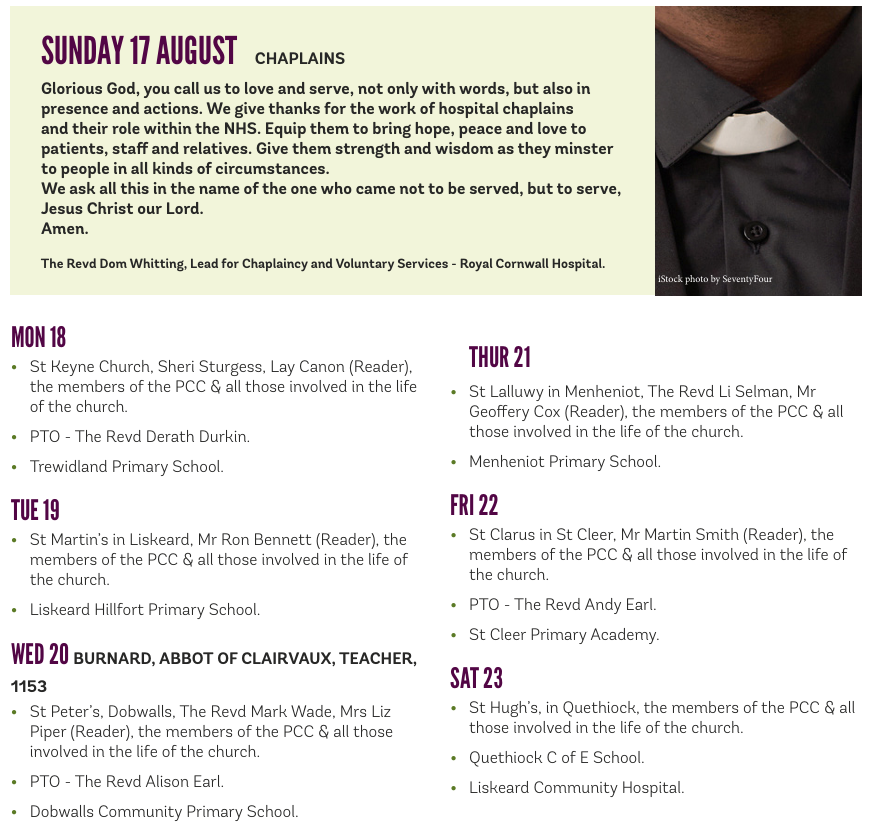 SUNDAY 17 AUGUST CHAPLAINS
Glorious God, you call us to love and serve, not only with words, but also in
presence and actions. We give thanks for the work of hospital chaplains
and their role within the NHS. Equip them to bring hope, peace and love to
patients, staff and relatives. Give them strength and wisdom as they minster
to people in all kinds of circumstances.
We ask all this in the name of the one who came not to be served, but to serve,
Jesus Christ our Lord.
Amen.
The Revd Dom Whitting, Lead for Chaplaincy and Voluntary Services - Royal Cornwall Hospital.
iStock photo by SeventyFour
MON 18
• St Keyne Church, Sheri Sturgess, Lay Canon (Reader),
the members of the PCC & all those involved in the life
of the church.
• PTO - The Revd Derath Durkin.
• Trewidland Primary School.
TUE 19
• St Martin's in Liskeard, Mr Ron Bennett (Reader), the
members of the PCC & all those involved in the life of
the church.
• Liskeard Hillfort Primary School.
WED 20 BURNARD, ABBOT OF CLAIRVAUX, TEACHER,
1153
• St Peter's, Dobwalls, The Revd Mark Wade, Mrs Liz
Piper (Reader), the members of the PCC & all those
involved in the life of the church.
• PTO - The Revd Alison Earl.
• Dobwalls Community Primary School.
THUR 21
• St Lalluwy in Menheniot, The Revd Li Selman, Mr
Geoffery Cox (Reader), the members of the PCC & all
those involved in the life of the church.
• Menheniot Primary School.
FRI 22
• St Clarus in St Cleer, Mr Martin Smith (Reader), the
members of the PCC & all those involved in the life of
the church.
• PTO - The Revd Andy Earl.
• St Cleer Primary Academy.
SAT 23
• St Hugh's, in Quethiock, the members of the PCC & all
those involved in the life of the church.
• Quethiock C of E School.
• Liskeard Community Hospital.